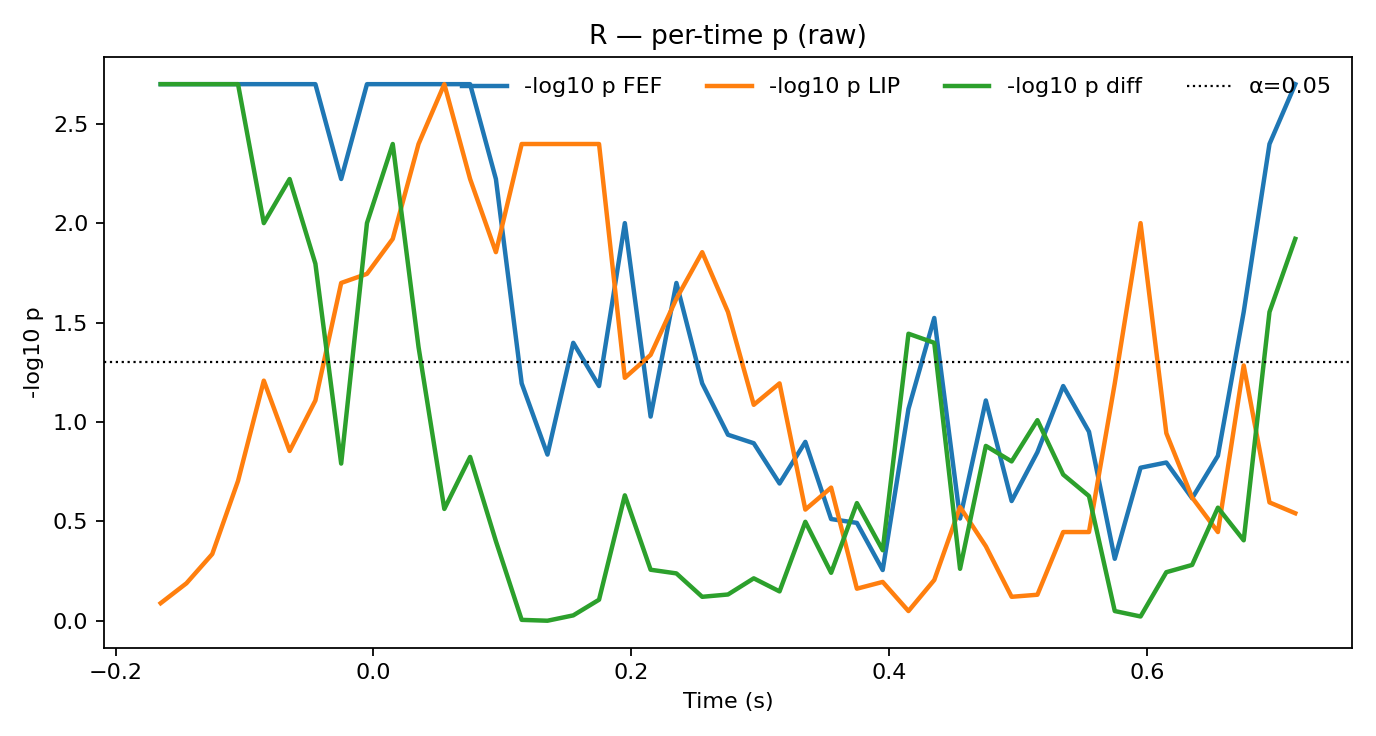 R — per-time p (raw)
-log10 p FEF
-log10 p LIP
-log10 p diff
α=0.05
-log10 p
2.5
2.0
1.5
1.0
0.5
0.0
−0.2
0.0
0.2
0.4
0.6
Time (s)